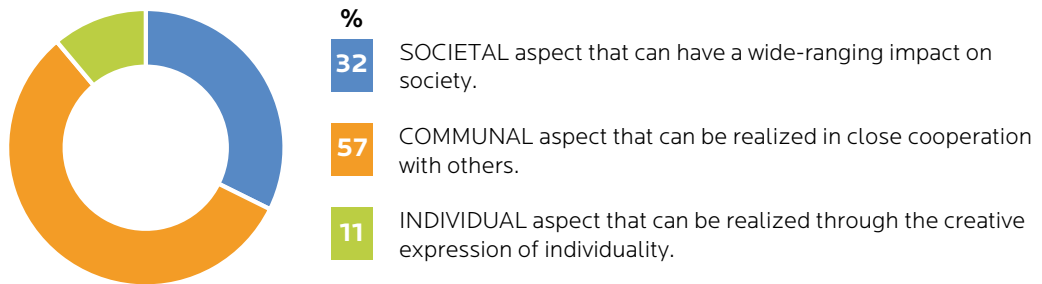 %
32
SOCIETAL aspect that can have a wide-ranging impact on
society.
57
COMMUNAL aspect that can be realized in close cooperation
with others.
11
INDIVIDUAL aspect that can be realized through the creative
expression of individuality.